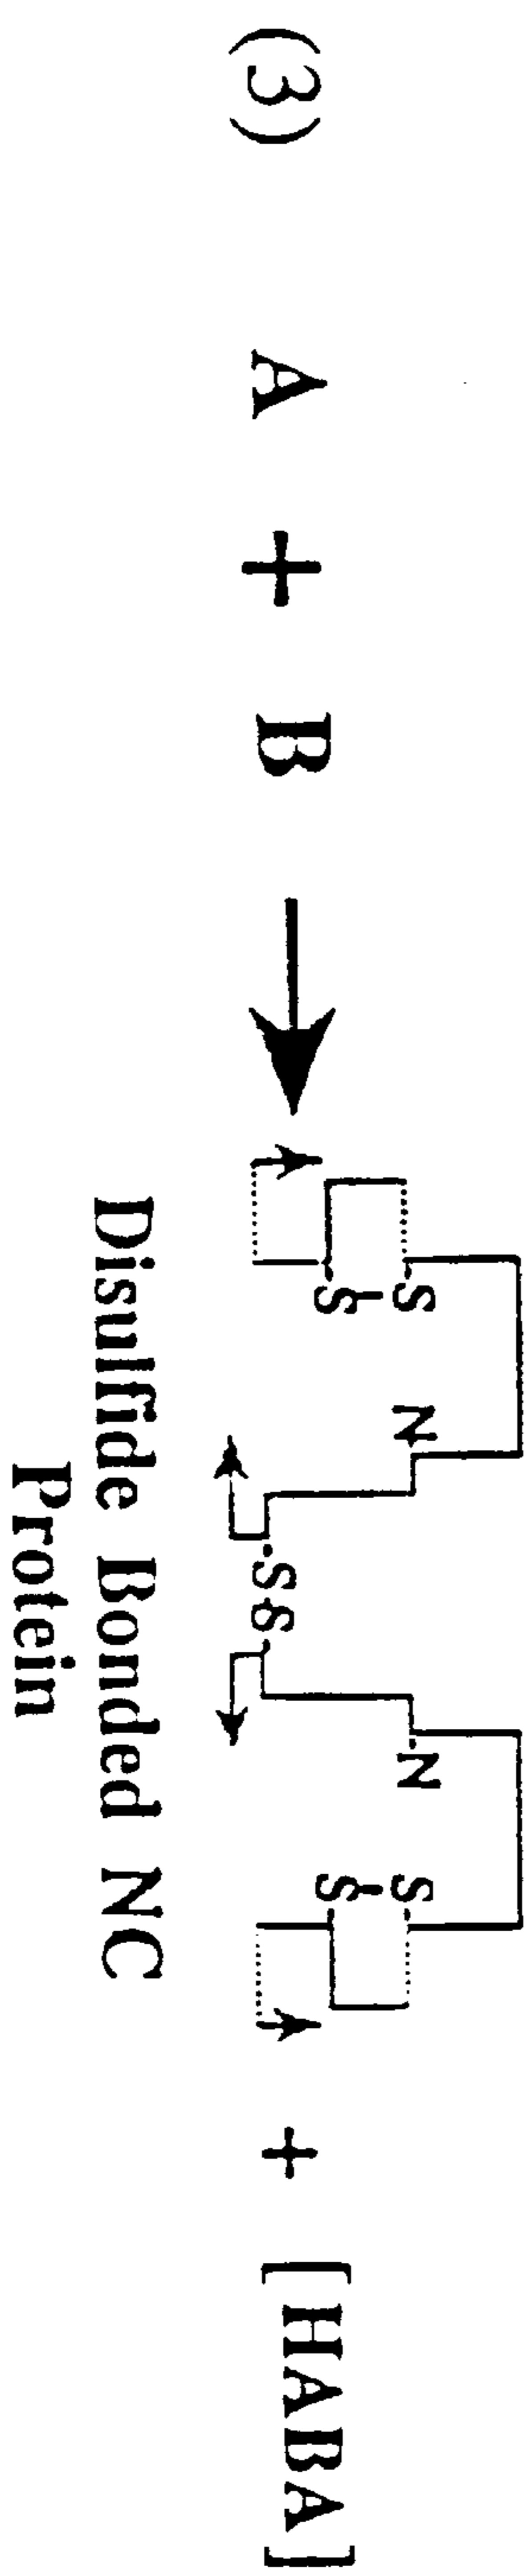 (3) A + B S-S N S S N S-S + [HABA]
Disulfide Bonded NC
Protein